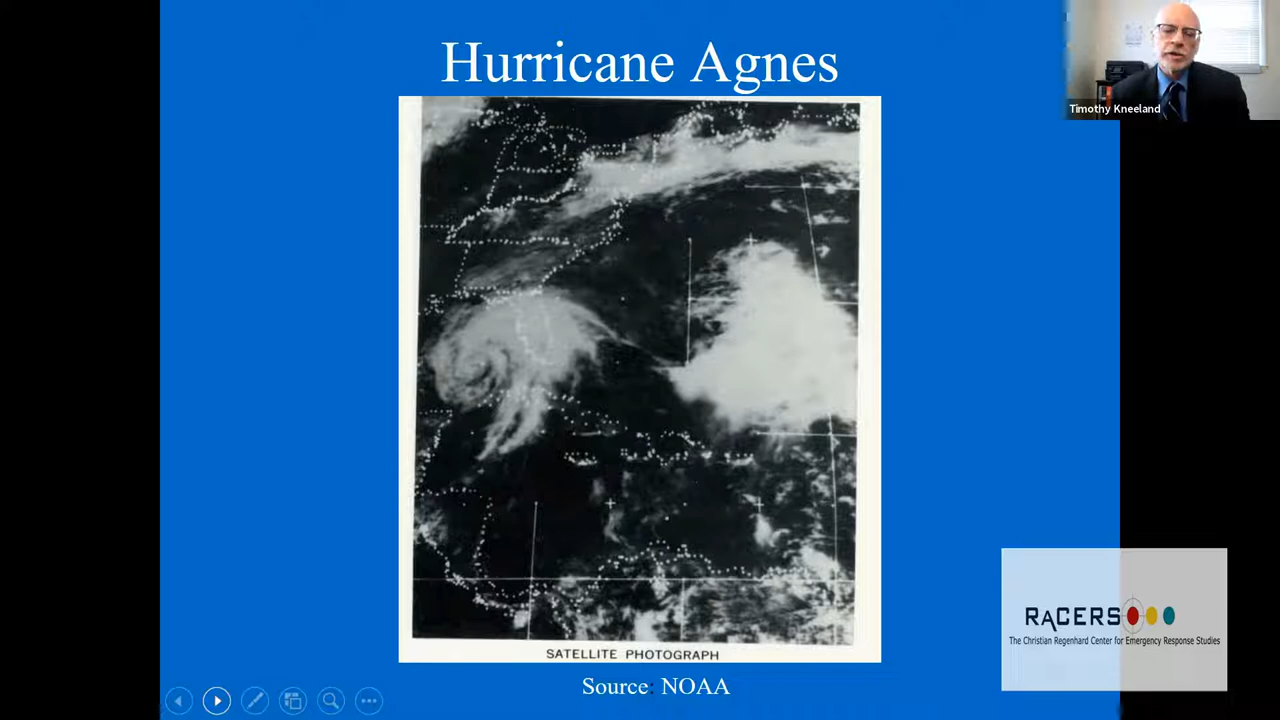 Hurricane Agnes
Timothy Kneeland
SATELLITE PHOTOGRAPH
Source: NOAA
RaCERS
The Christian Regenhard Center for Emergency Response Studies